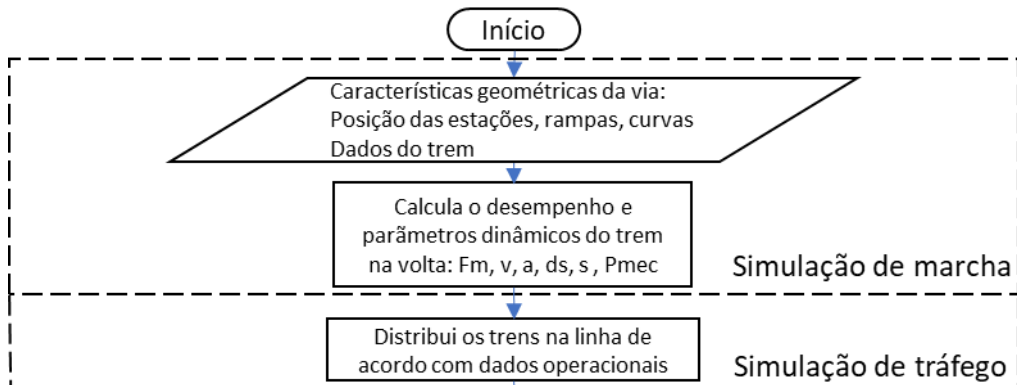 Início
Características geométricas da via:
Posição das estações, rampas, curvas
Dados do trem
Calcula o desempenho e
parãmetros dinâmicos do trem
na volta: Fm, v, a, ds, s , Pmec
Simulação de marcha
Distribui os trens na linha de
acordo com dados operacionais
Simulação de tráfego